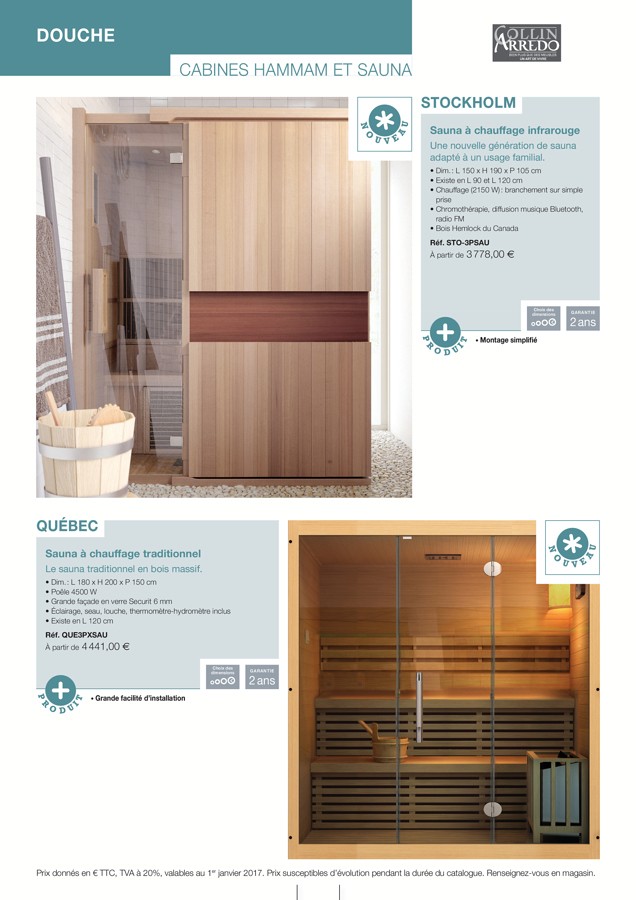 DOUCHE
CABINES HAMMAM ET SAUNA
COLLIN
ARREDO
NOUVEAU
STOCKHOLM
Sauna à chauffage infrarouge
Une nouvelle génération de sauna
adapté à un usage familial.
• Dim. : L 150 x H 190 x P 105 cm
• Existe en L 90 et L 120 cm
• Chauffage (2150 W) : branchement sur simple
prise
• Chromothérapie, diffusion musique Bluetooth,
radio FM
• Bois Hemlock du Canada
Réf. STO-3PSAU
À partir de 3 778,00 €
Choix des
dimensions
GARANTIE
2 ans
PRODUIT
• Montage simplifié
QUÉBEC
Sauna à chauffage traditionnel
Le sauna traditionnel en bois massif.
• Dim. : L 180 x H 200 x P 150 cm
• Poêle 4500 W
• Grande façade en verre Securit 6 mm
• Éclairage, seau, louche, thermomètre-hydromètre inclus
• Existe en L 120 cm
Réf. QUE3PXSAU
À partir de 4 441,00 €
Choix des
dimensions
GARANTIE
2 ans
PRODUIT
• Grande facilité d'installation
NOUVEAU
Prix donnés en € TTC, TVA à 20%, valables au 1er janvier 2017. Prix susceptibles d'évolution pendant la durée du catalogue. Renseignez-vous en magasin.